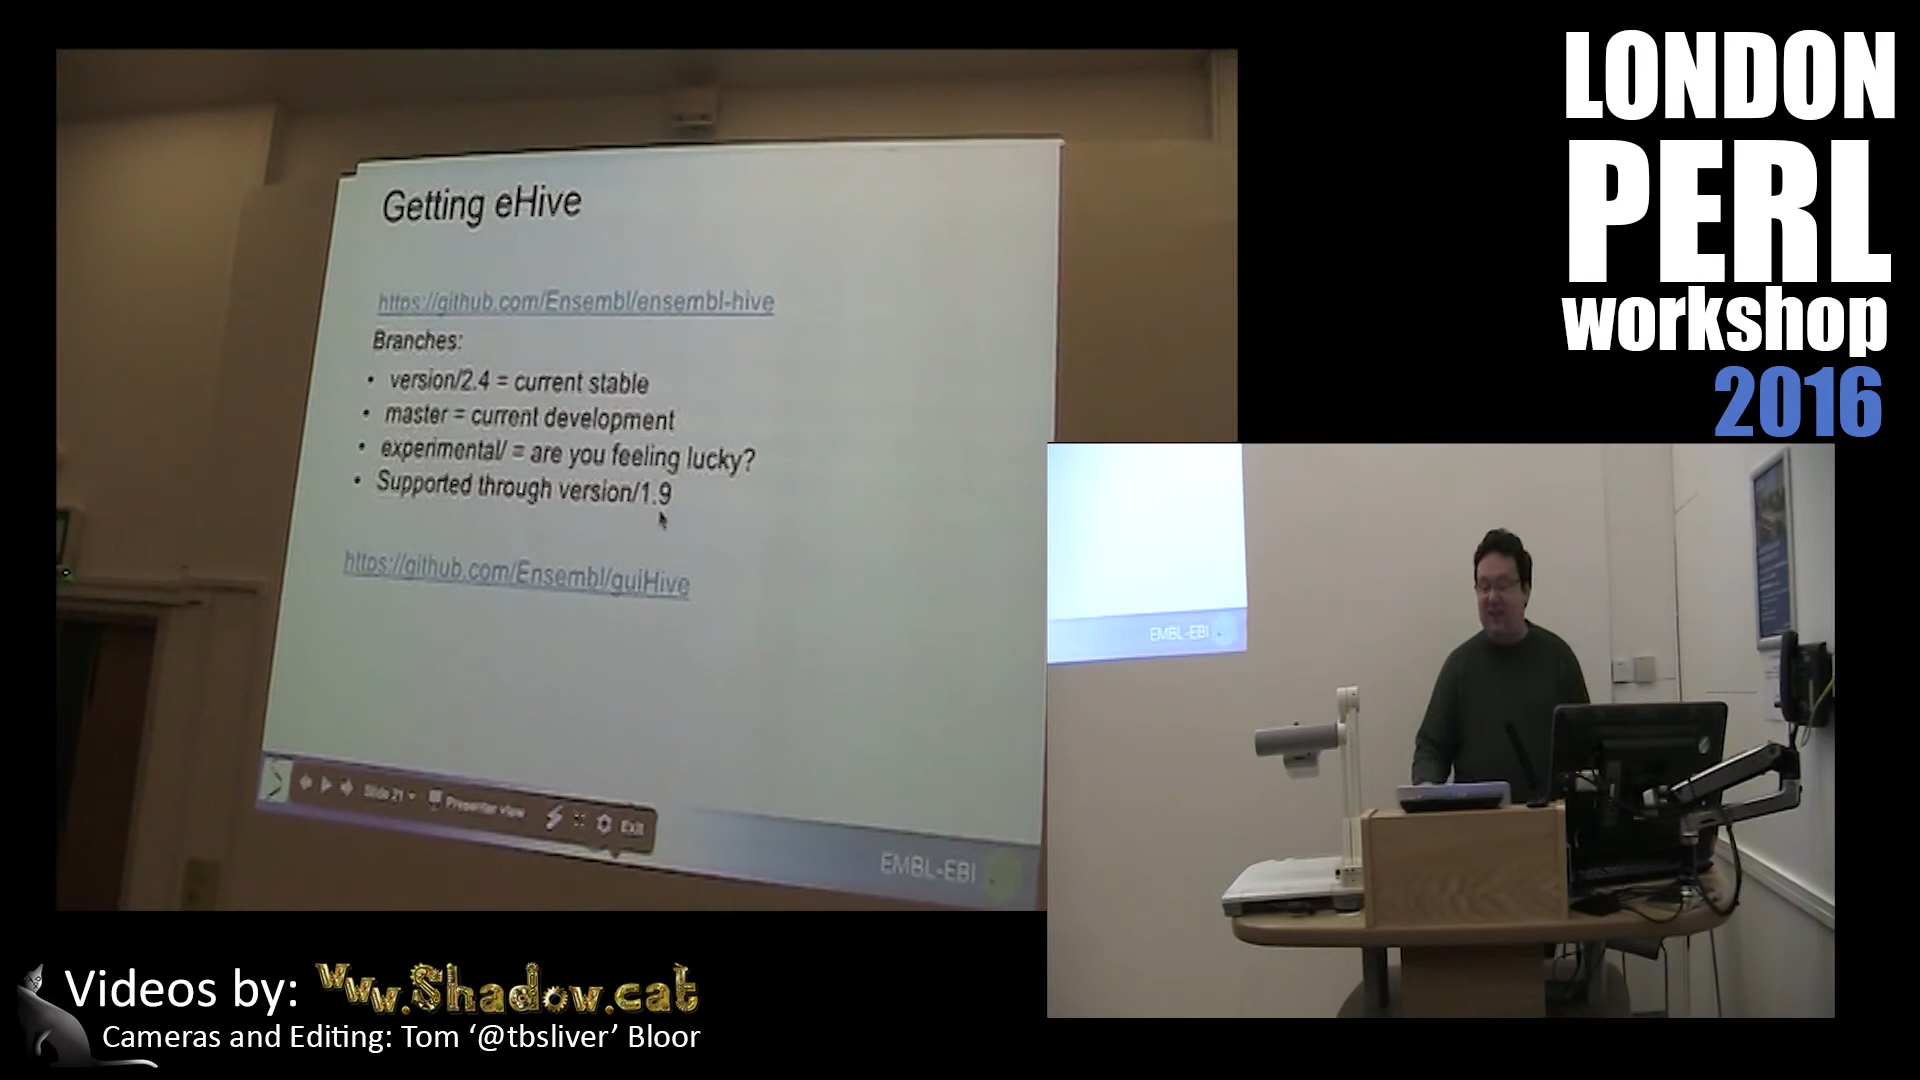 LONDON
PERL
workshop
2016
Getting eHive
https://github.com/Ensembl/ensembl-hive
Branches:
• version/2.4 = current stable
• master = current development
• experimental/ = are you feeling lucky?
• Supported through version/1.9
https://github.com/Ensembl/guiHive
Slide 21
Presenter view
Exit
EMBL-EBI
EMBL-EBI
Videos by: www.Shadow.cat
Cameras and Editing: Tom ‘@tbsliver’ Bloor